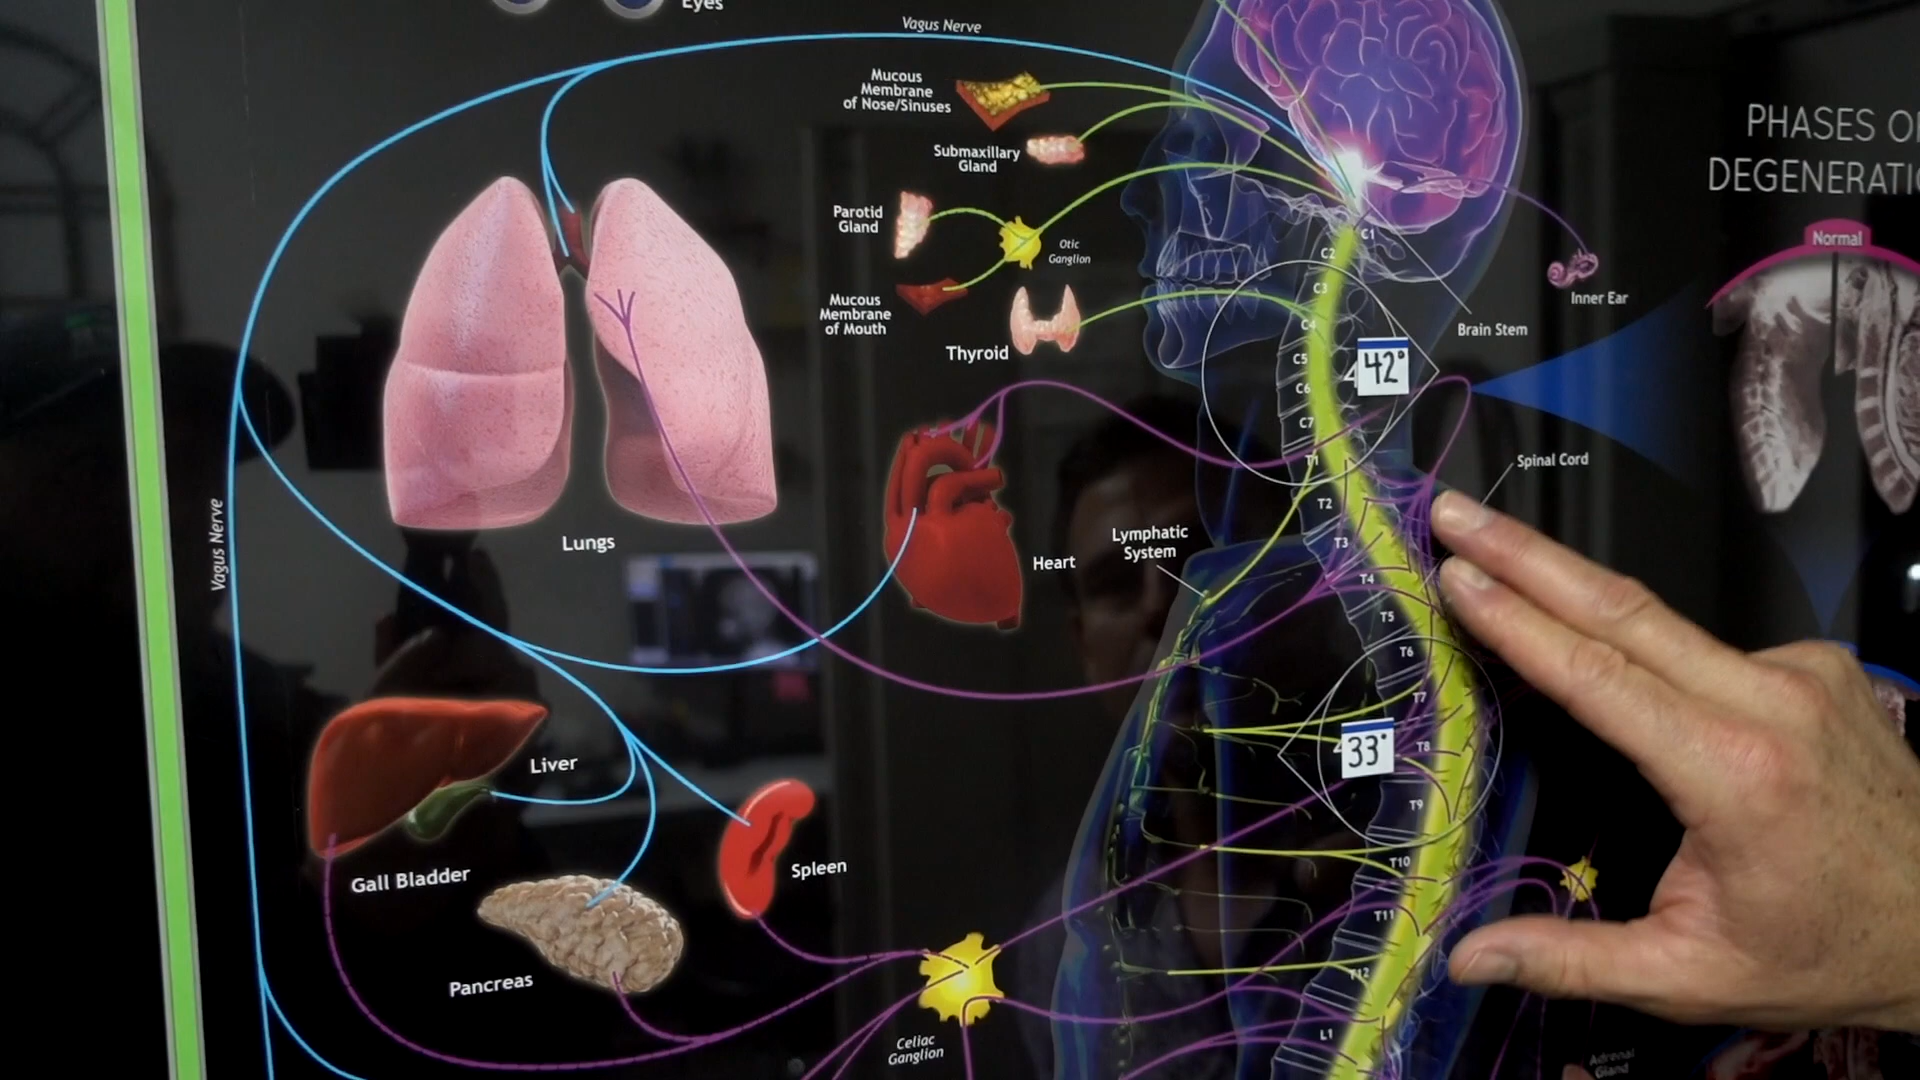 Eyes
Vagus Nerve
Mucous
Membrane
of Nose/Sinuses
Submaxillary
Gland
Parotid
Gland
Otic
Ganglion
Mucous
Membrane
of Mouth
Thyroid
Lungs
Heart
Lymphatic
System
Vagus Nerve
Liver
Gall Bladder
Pancreas
Spleen
Celiac
Ganglion
C1
C2
C3
C4
C5
C6
C7
T1
T2
T3
T4
T5
T6
T7
T8
T9
T10
T11
T12
L1
42°
33°
Inner Ear
Brain Stem
Spinal Cord
Adrenal
Gland
PHASES O
DEGENERATI
Normal